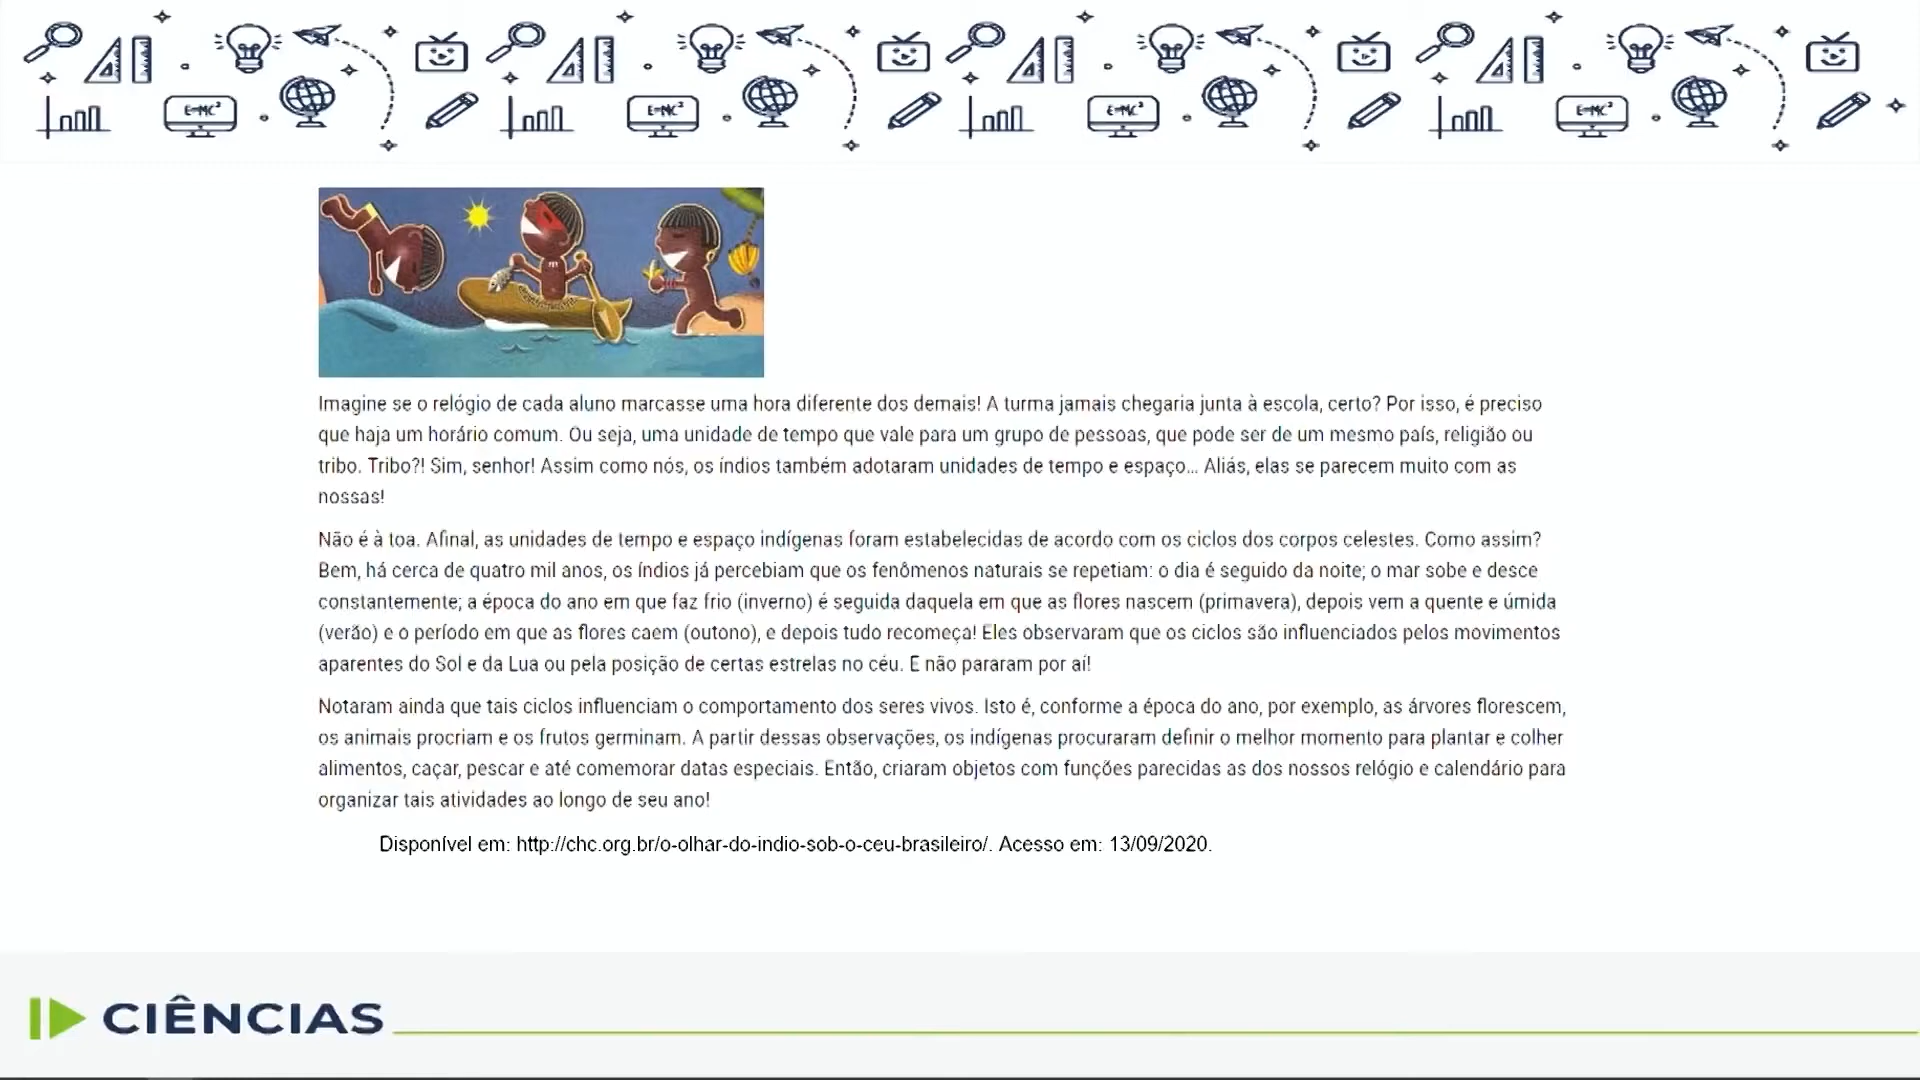 E=MC²
E=MC²
E=MC²
E=MC²
Imagine se o relógio de cada aluno marcasse uma hora diferente dos demais! A turma jamais chegaria junta à escola, certo? Por isso, é preciso
que haja um horário comum. Ou seja, uma unidade de tempo que vale para um grupo de pessoas, que pode ser de um mesmo país, religião ou
tribo. Tribo?! Sim, senhor! Assim como nós, os índios também adotaram unidades de tempo e espaço... Aliás, elas se parecem muito com as
nossas!
Não é à toa. Afinal, as unidades de tempo e espaço indígenas foram estabelecidas de acordo com os ciclos dos corpos celestes. Como assim?
Bem, há cerca de quatro mil anos, os índios já percebiam que os fenômenos naturais se repetiam: o dia é seguido da noite; o mar sobe e desce
constantemente; a época do ano em que faz frio (inverno) é seguida daquela em que as flores nascem (primavera), depois vem a quente e úmida
(verão) e o período em que as flores caem (outono), e depois tudo recomeça! Eles observaram que os ciclos são influenciados pelos movimentos
aparentes do Sol e da Lua ou pela posição de certas estrelas no céu. E não pararam por aí!
Notaram ainda que tais ciclos influenciam o comportamento dos seres vivos. Isto é, conforme a época do ano, por exemplo, as árvores florescem,
os animais procriam e os frutos germinam. A partir dessas observações, os indígenas procuraram definir o melhor momento para plantar e colher
alimentos, caçar, pescar e até comemorar datas especiais. Então, criaram objetos com funções parecidas as dos nossos relógio e calendário para
organizar tais atividades ao longo de seu ano!
Disponível em: http://chc.org.br/o-olhar-do-indio-sob-o-ceu-brasileiro/. Acesso em: 13/09/2020.
CIÊNCIAS